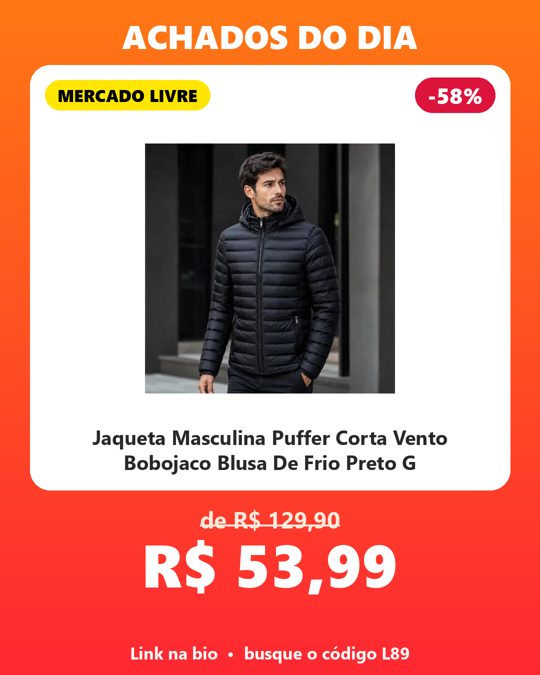 ACHADOS DO DIA
MERCADO LIVRE
-58%
Jaqueta Masculina Puffer Corta Vento
Bobojaco Blusa De Frio Preto G
de R$ 129,90
R$ 53,99
Link na bio • busque o código L89